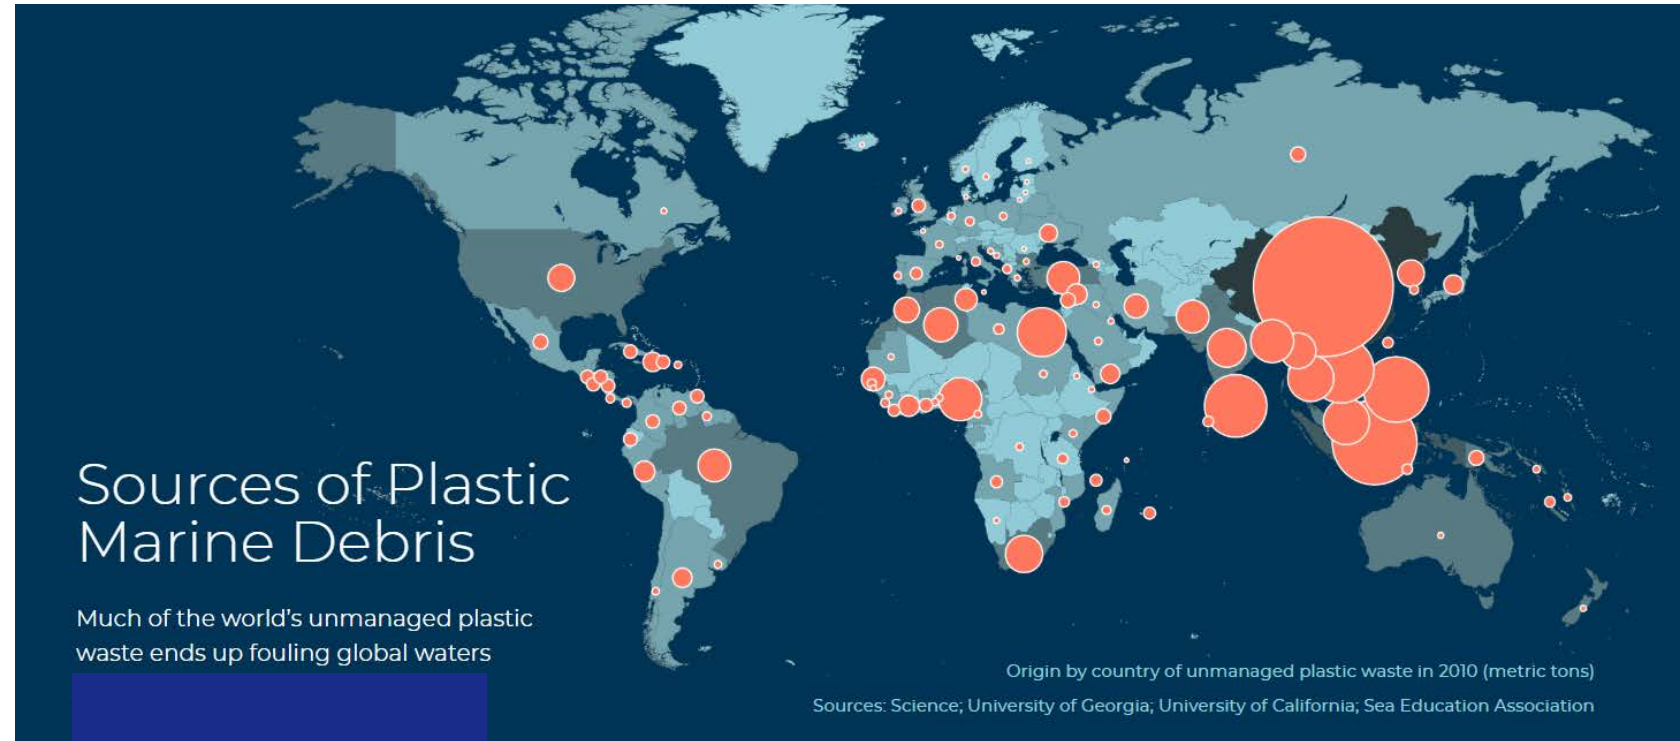 Sources of Plastic
Marine Debris
Much of the world's unmanaged plastic
waste ends up fouling global waters
Origin by country of unmanaged plastic waste in 2010 (metric tons)
Sources: Science; University of Georgia; University of California; Sea Education Association